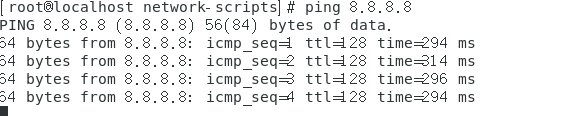 [root@localhost network-scripts]# ping 8.8.8.8
PING 8.8.8.8 (8.8.8.8) 56(84) bytes of data.
64 bytes from 8.8.8.8: icmp_seq=1 ttl=128 time=294 ms
64 bytes from 8.8.8.8: icmp_seq=2 ttl=128 time=314 ms
64 bytes from 8.8.8.8: icmp_seq=3 ttl=128 time=296 ms
64 bytes from 8.8.8.8: icmp_seq=4 ttl=128 time=294 ms